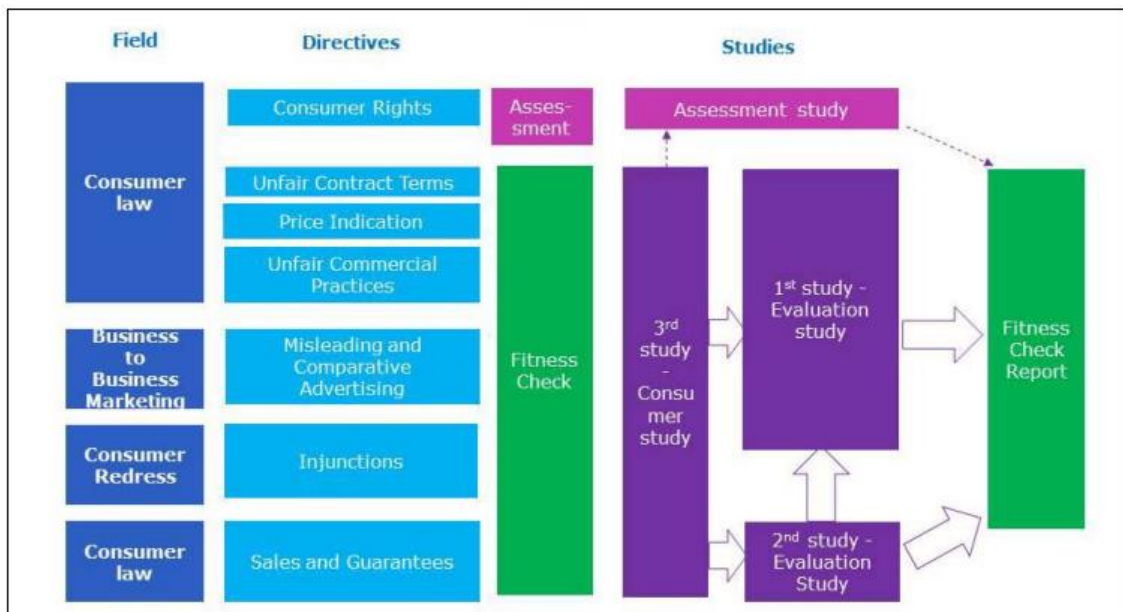 Field
Directives
Studies
Consumer
law
Consumer Rights
Asses-
sment
Assessment study
Unfair Contract Terms
Price Indication
Unfair Commercial
Practices
Business
to
Business
Marketing
Misleading and
Comparative
Advertising
Consumer
Redress
Injunctions
Consumer
law
Sales and Guarantees
Fitness
Check
3rd
study
-
Consu
mer
study
1st study -
Evaluation
study
2nd study -
Evaluation
Study
Fitness
Check
Report